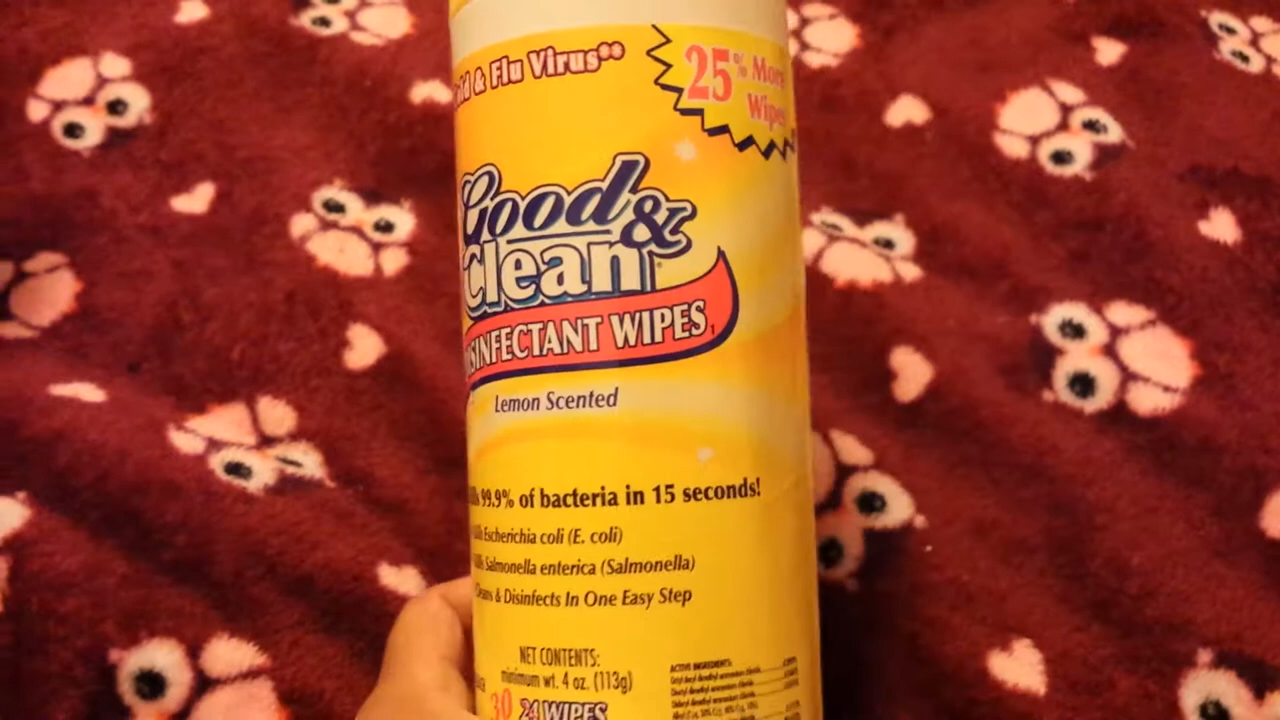 & Flu Virus**
25% More
Wipes
Good &
Clean
DISINFECTANT WIPES
Lemon Scented
99.9% of bacteria in 15 seconds!
Escherichia coli (E. coli)
Salmonella enterica (Salmonella)
Cleans & Disinfects In One Easy Step
NET CONTENTS:
minimum wt. 4 oz. (113g)
30 24 WIPES
ACTIVE INGREDIENTS: